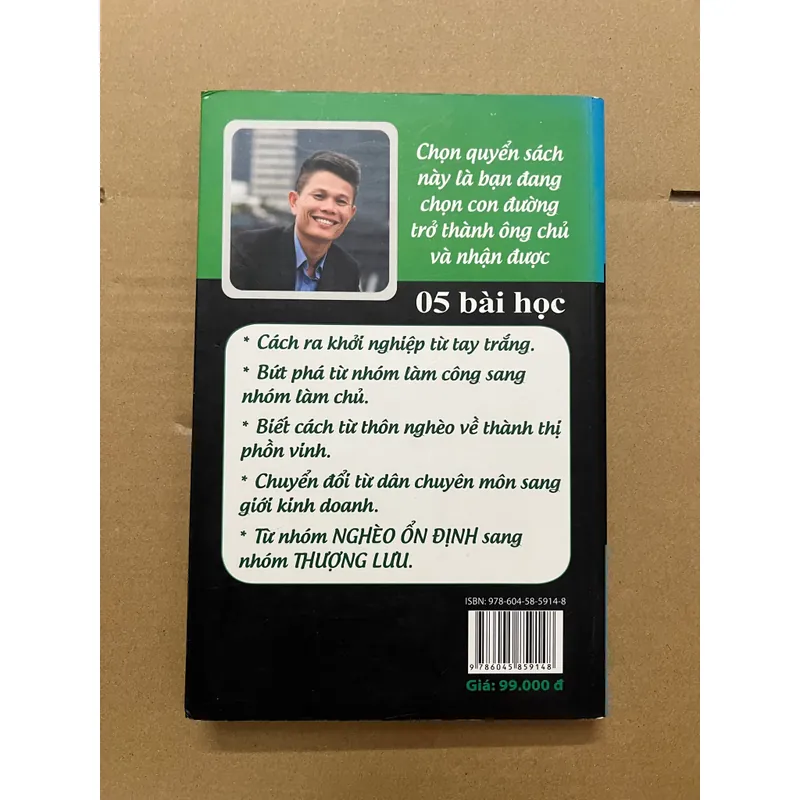 Chọn quyển sách
này là bạn đang
chọn con đường
trở thành ông chủ
và nhận được
05 bài học
* Cách ra khởi nghiệp từ tay trắng.
* Bứt phá từ nhóm làm công sang
nhóm làm chủ.
* Biết cách từ thôn nghèo về thành thị
phồn vinh.
* Chuyển đổi từ dân chuyên môn sang
giới kinh doanh.
* Từ nhóm NGHÈO ỔN ĐỊNH sang
nhóm THƯỢNG LƯU.
ISBN: 978-604-58-5914-8
9 786045 859148
Giá: 99.000 đ